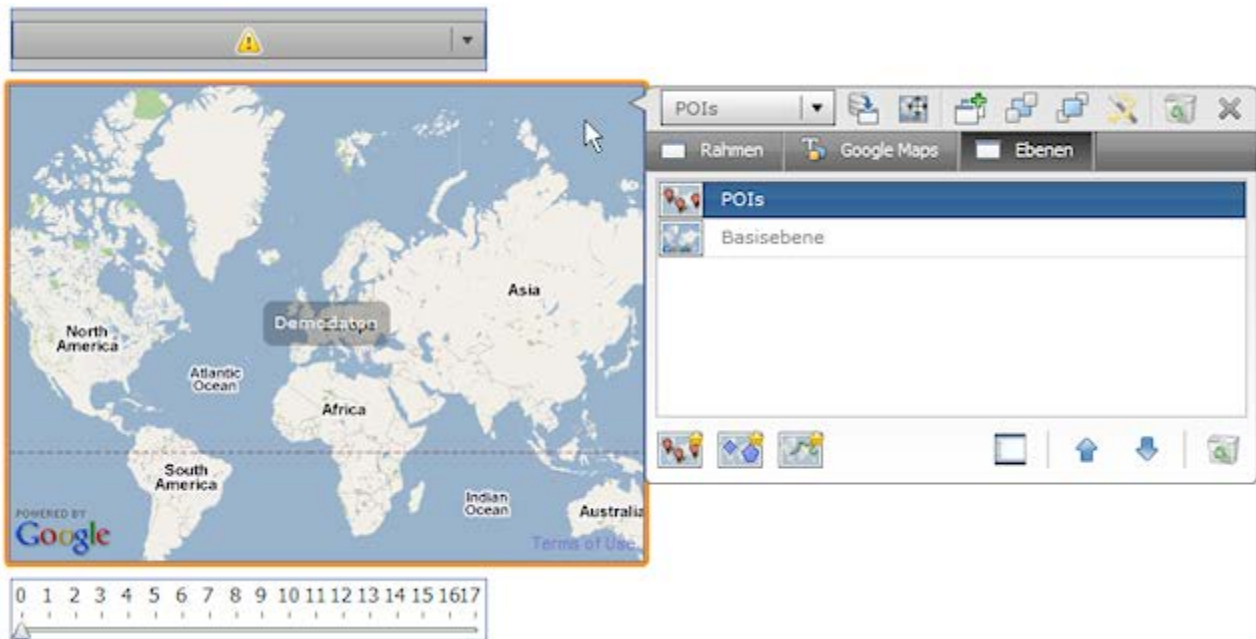 POIs
Rahmen
Google Maps
Ebenen
POIs
Basisebene
Asia
Demodaten
Europe
North
America
Atlantic
Ocean
Africa
South
America
Indian
Ocean
Australia
POWERED BY
Google
Terms of Use
0 1 2 3 4 5 6 7 8 9 10 11 12 13 14 15 16 17